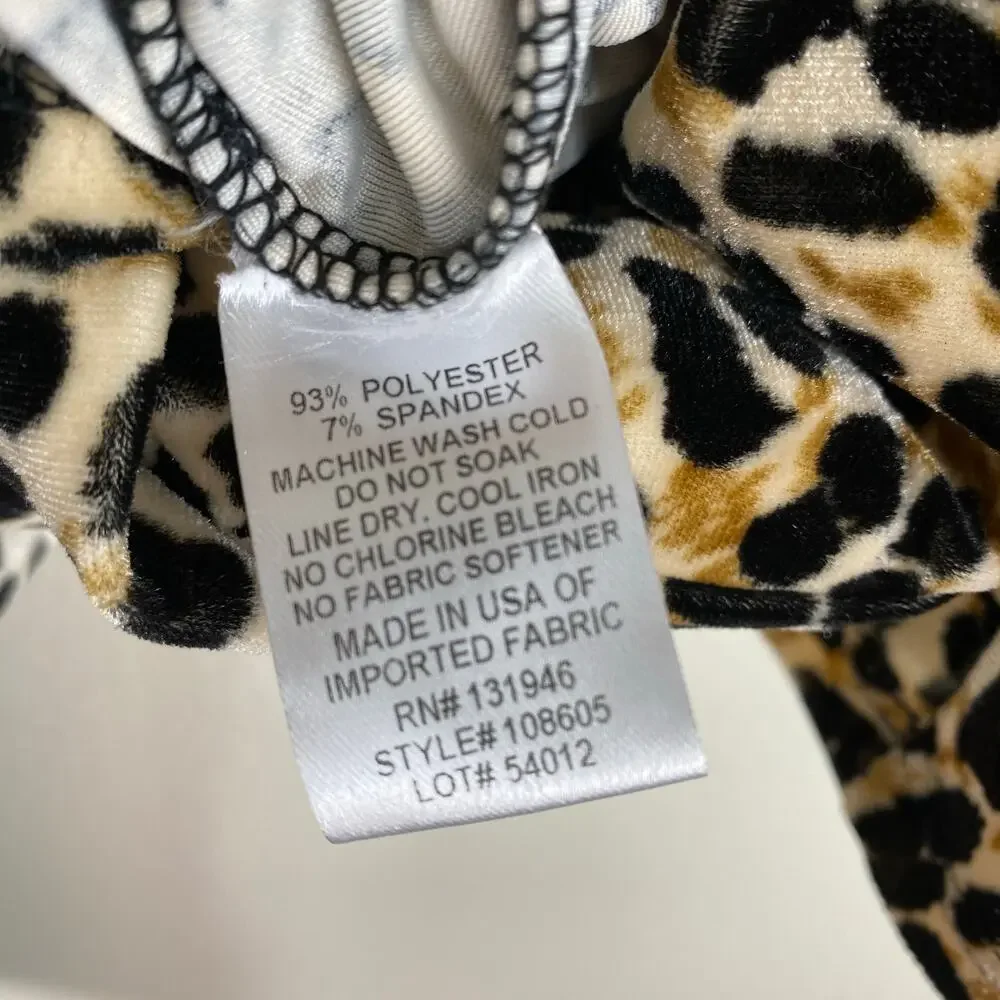 93% POLYESTER
7% SPANDEX
MACHINE WASH COLD
DO NOT SOAK
LINE DRY. COOL IRON
NO CHLORINE BLEACH
NO FABRIC SOFTENER
MADE IN USA OF
IMPORTED FABRIC
RN# 131946
STYLE# 108605
LOT# 54012